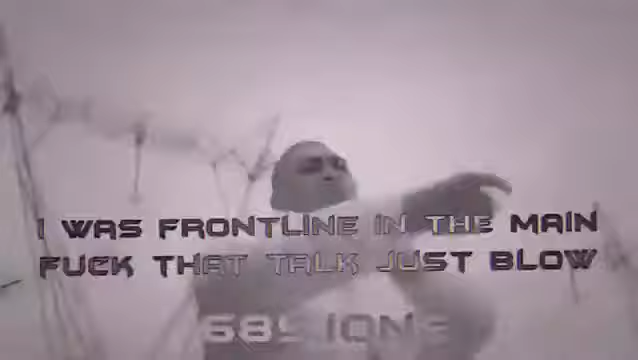 I WAS FRONTLINE IN THE MAIN
FUCK THAT TALK JUST BLOW